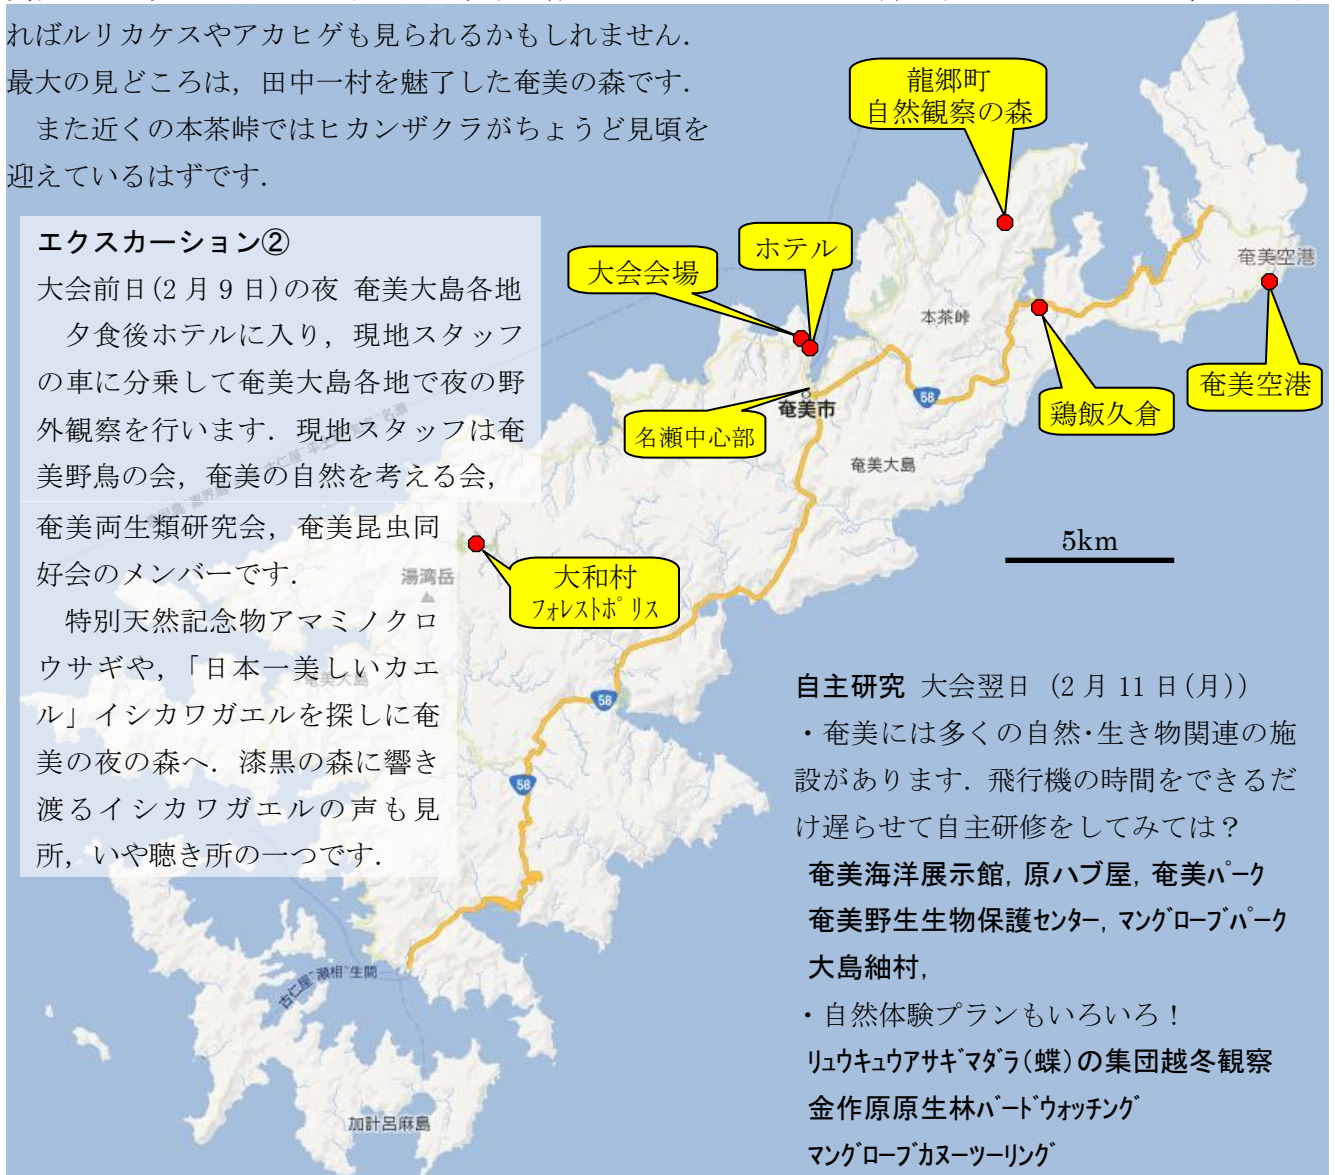 ればルリカケスやアカヒゲも見られるかもしれません．
最大の見どころは，田中一村を魅了した奄美の森です．
また近くの本茶峠ではヒカンザクラがちょうど見頃を
迎えているはずです．
エクスカーション②
大会前日(2月9日)の夜 奄美大島各地
夕食後ホテルに入り，現地スタッフ
の車に分乗して奄美大島各地で夜の野
外観察を行います．現地スタッフは奄
美野鳥の会，奄美の自然を考える会，
奄美両生類研究会，奄美昆虫同
好会のメンバーです．
特別天然記念物アマミノクロ
ウサギや，「日本一美しいカエ
ル」イシカワガエルを探しに奄
美の夜の森へ．漆黒の森に響き
渡るイシカワガエルの声も見
所，いや聴き所の一つです．
龍郷町
自然観察の森
ホテル
大会会場
奄美空港
奄美空港
本茶峠
鶏飯久倉
58
奄美市
名瀬中心部
奄美大島
5km
大和村
フォレストポリス
湯湾岳
奄美大島
58
58
古仁屋-瀬相-生間
加計呂麻島
自主研究 大会翌日 (2月11日(月))
・奄美には多くの自然･生き物関連の施
設があります．飛行機の時間をできるだ
け遅らせて自主研修をしてみては？
奄美海洋展示館，原ハブ屋，奄美ﾊﾟｰｸ
奄美野生生物保護ｾﾝﾀｰ，ﾏﾝｸﾞﾛｰﾌﾞﾊﾟｰｸ
大島紬村，
・自然体験プランもいろいろ！
ﾘｭｳｷｭｳｱｻｷﾞﾏﾀﾞﾗ(蝶)の集団越冬観察
金作原原生林ﾊﾞｰﾄﾞｳｫｯﾁﾝｸﾞ
ﾏﾝｸﾞﾛｰﾌﾞｶﾇｰﾂｰﾘﾝｸﾞ